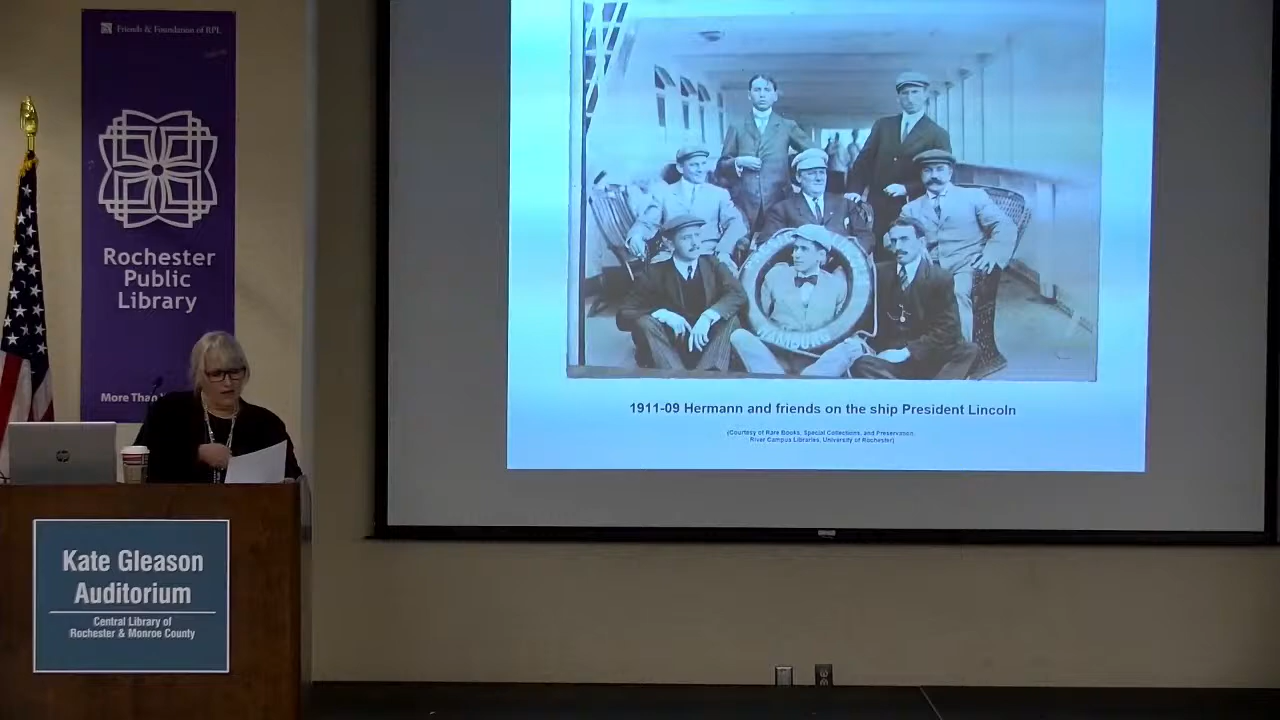 Friends & Foundation of RPL
Rochester
Public
Library
More Than
hp
Kate Gleason
Auditorium
Central Library of
Rochester & Monroe County
HAMBURG
1911-09 Hermann and friends on the ship President Lincoln
(Courtesy of Rare Books, Special Collections, and Preservation,
River Campus Libraries, University of Rochester)